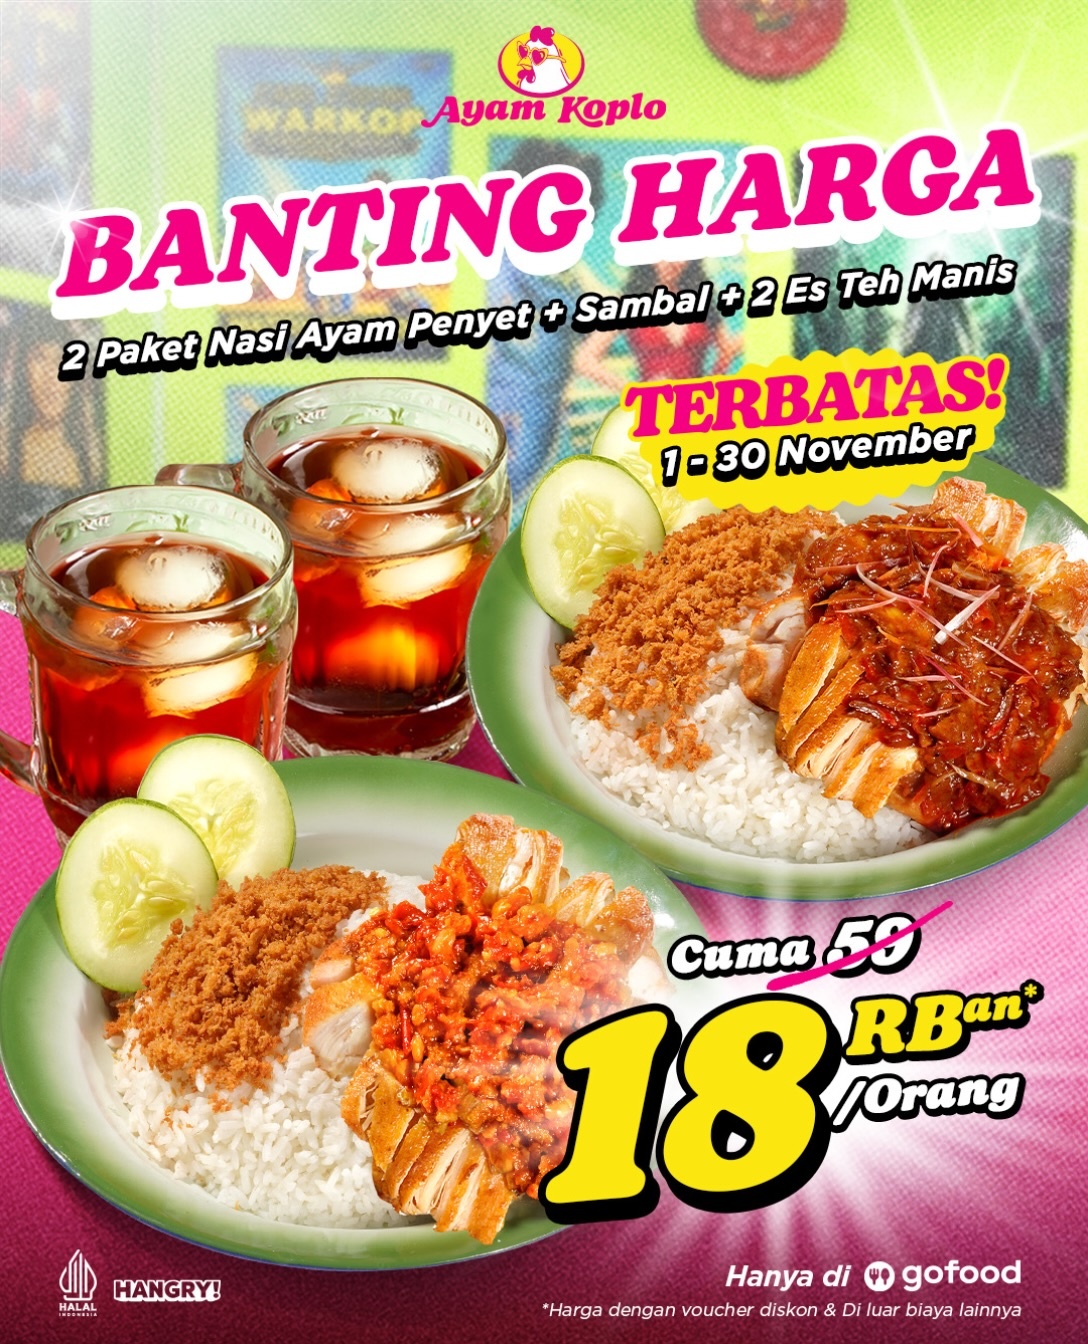 WARKOP
Ayam Koplo
BANTING HARGA
2 Paket Nasi Ayam Penyet + Sambal + 2 Es Teh Manis
TERBATAS!
1 - 30 November
Cuma 59
18 RBan*
/Orang
HALAL
INDONESIA
HANGRY!
Hanya di gofood
*Harga dengan voucher diskon & Di luar biaya lainnya